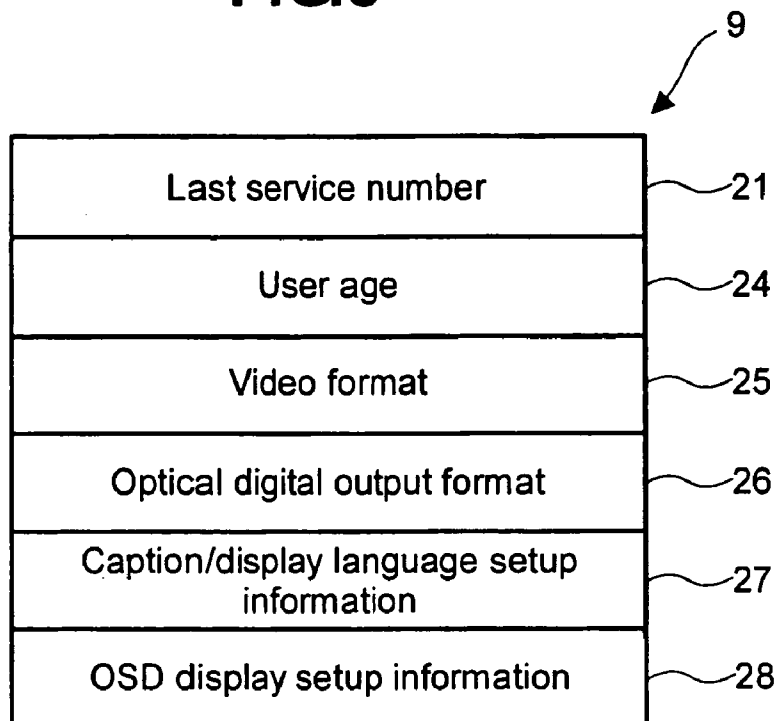 9
Last service number 21
User age 24
Video format 25
Optical digital output format 26
Caption/display language setup
information 27
OSD display setup information 28